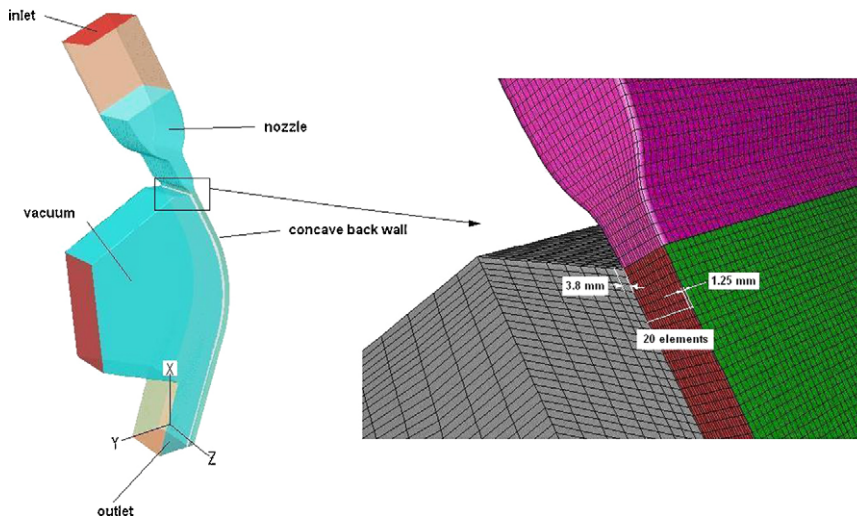 inlet
nozzle
vacuum
concave back wall
X
Y
Z
outlet
3.8 mm
1.25 mm
20 elements